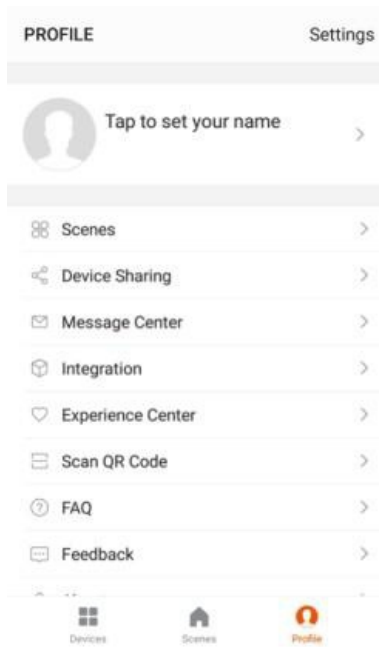 PROFILE Settings
Tap to set your name
Scenes
Device Sharing
Message Center
Integration
Experience Center
Scan QR Code
FAQ
Feedback
Devices Scenes Profile